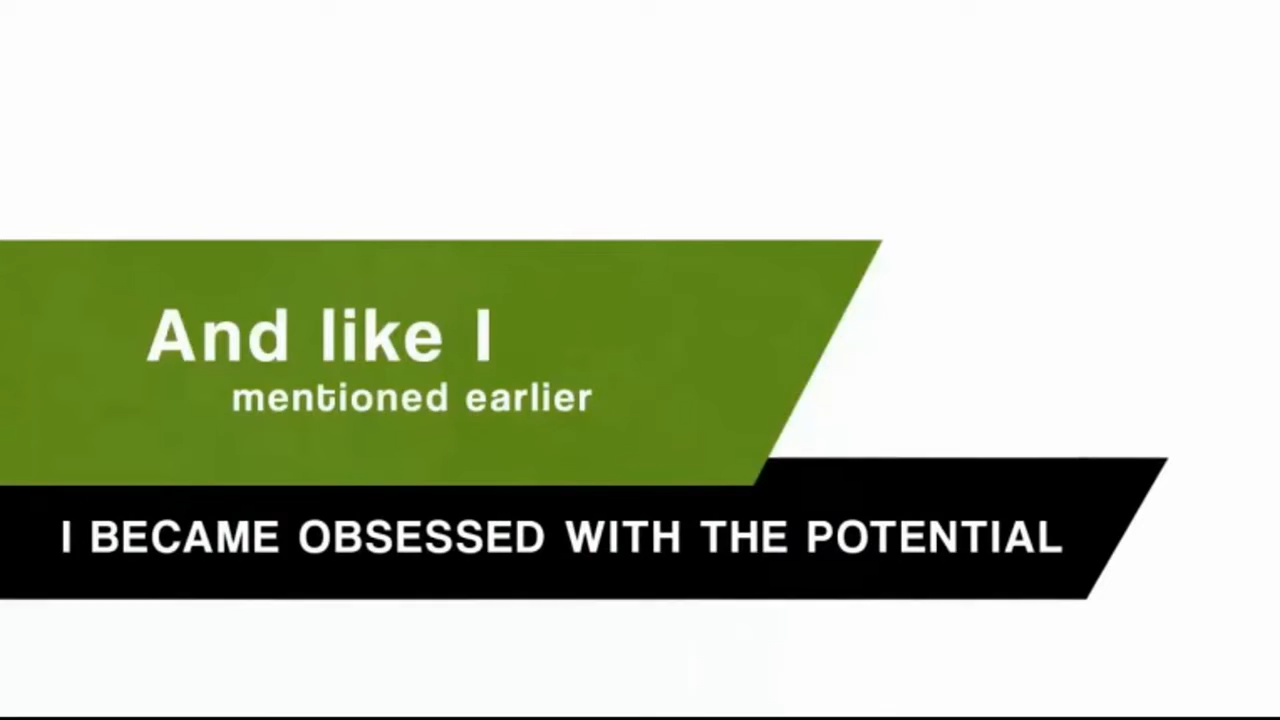 And like I
mentioned earlier
I BECAME OBSESSED WITH THE POTENTIAL